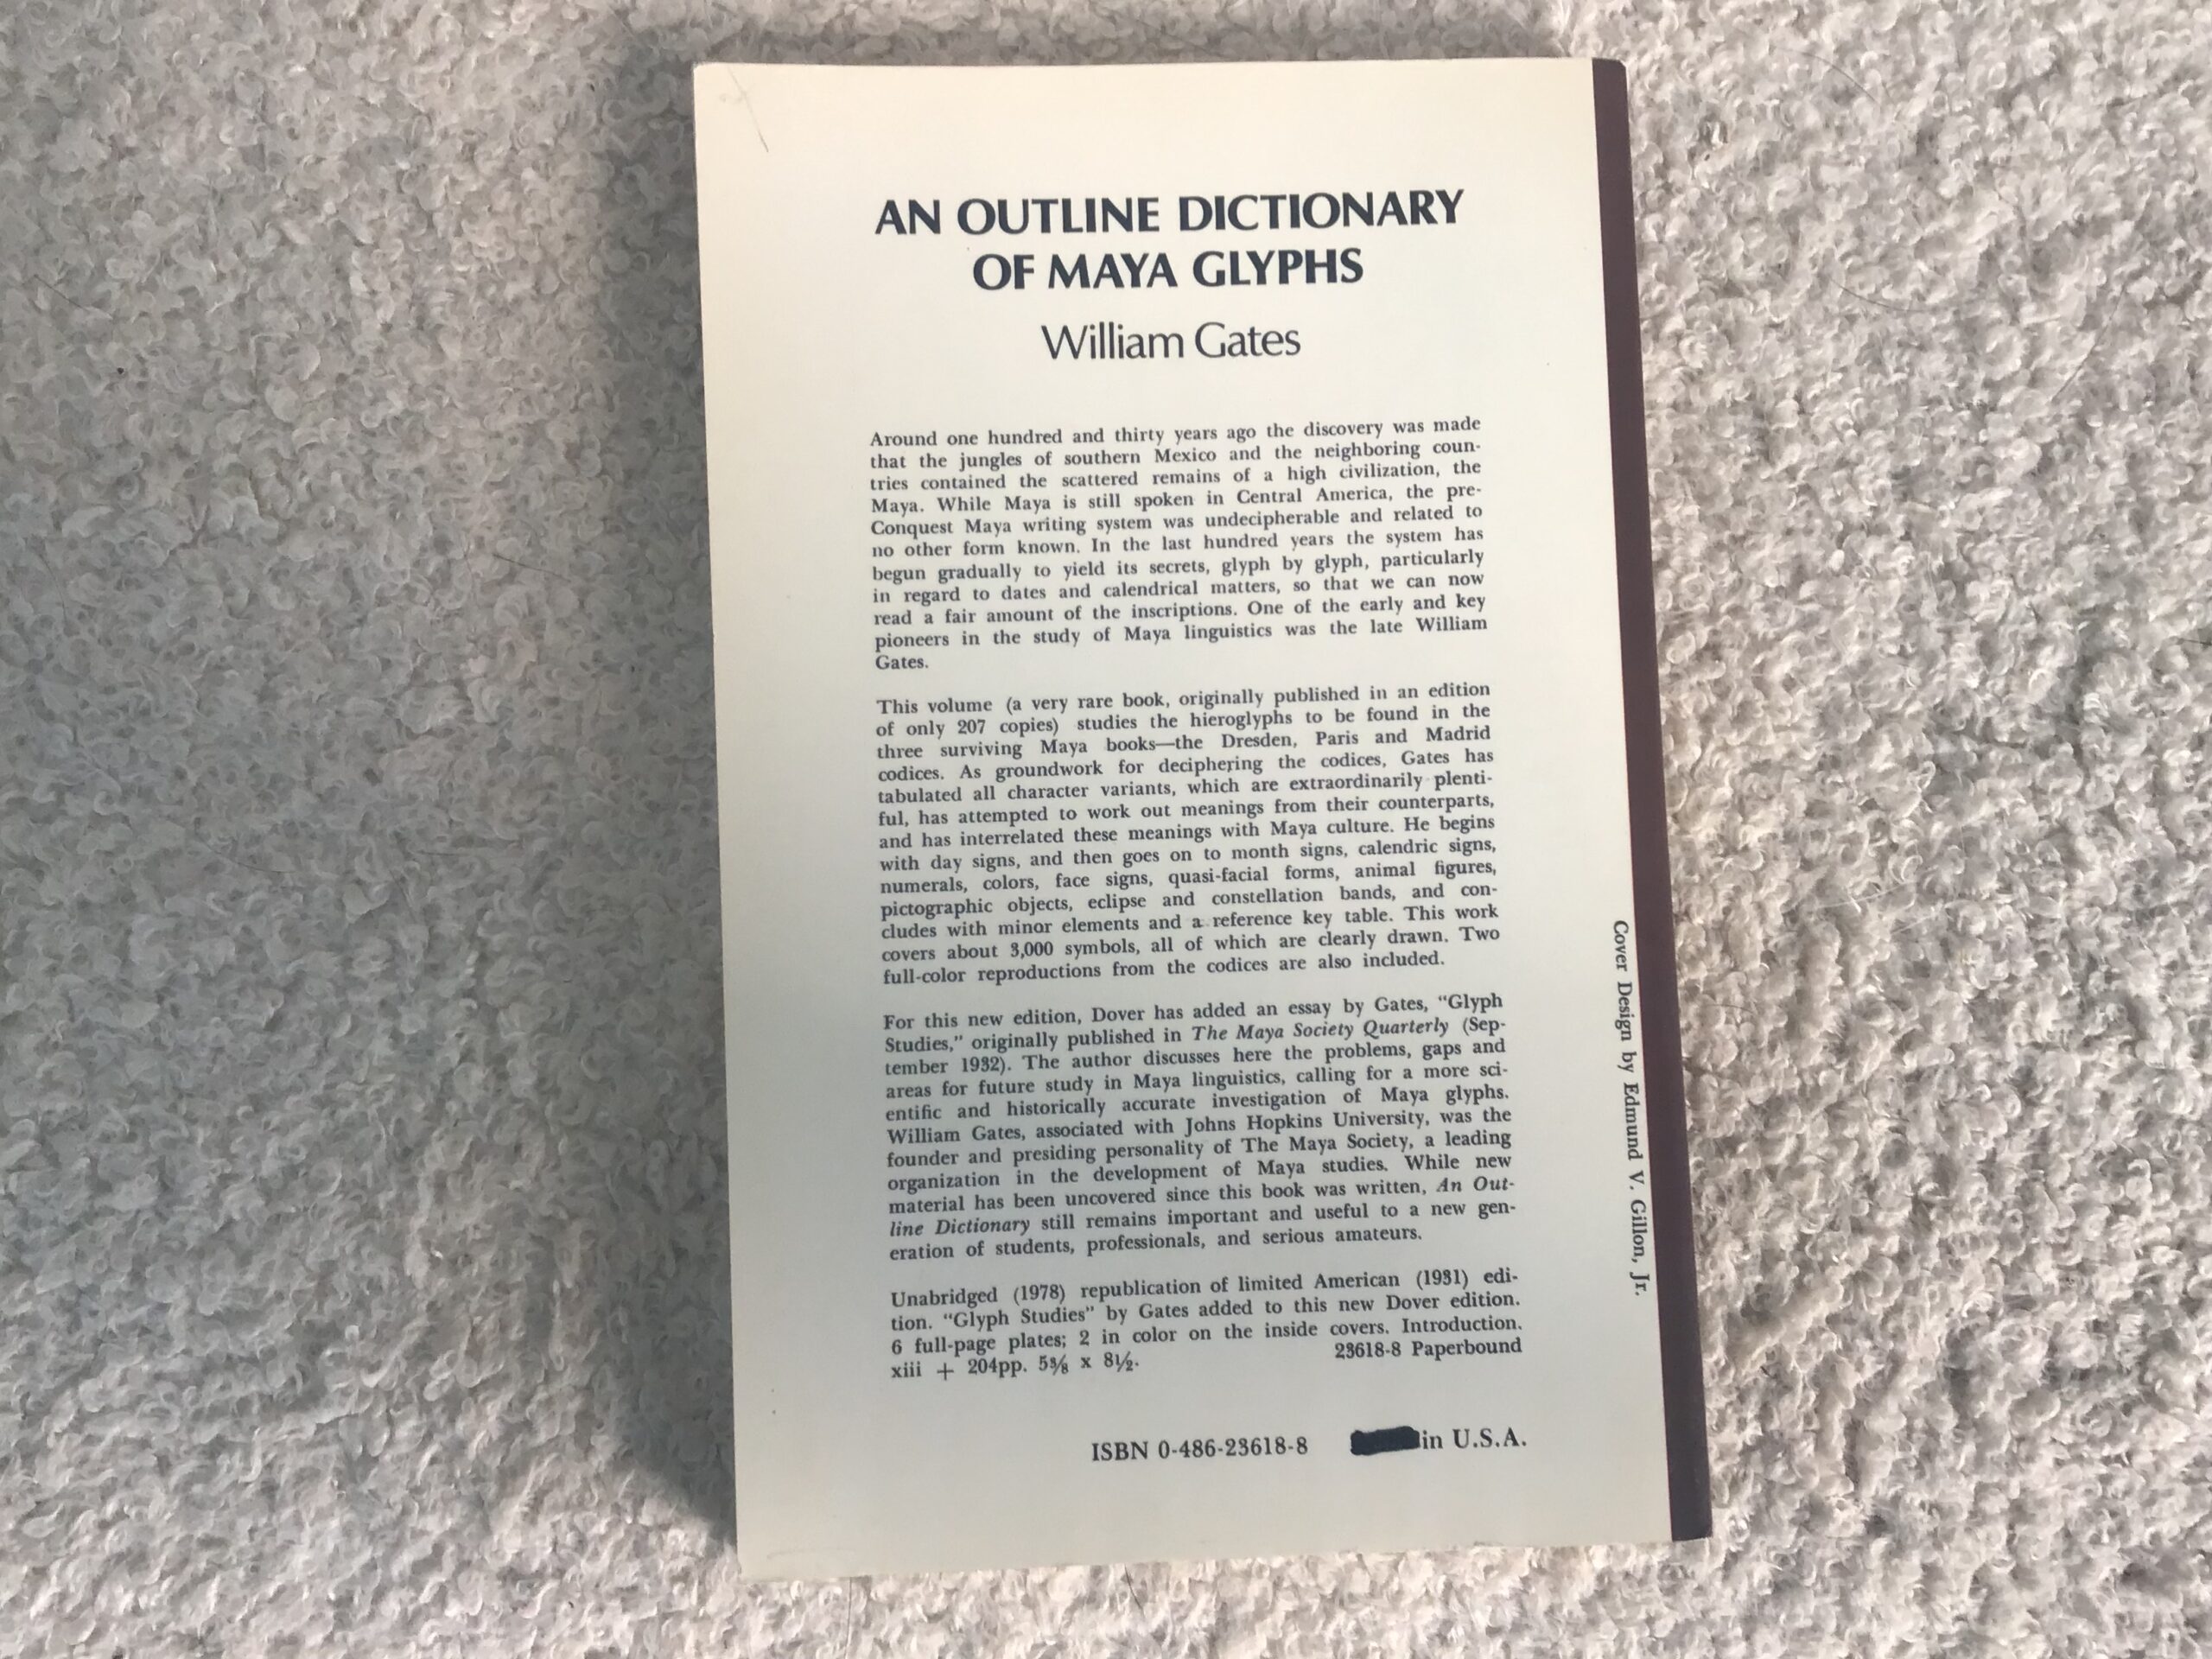 AN OUTLINE DICTIONARY
OF MAYA GLYPHS
William Gates
Around one hundred and thirty years ago the discovery was made
that the jungles of southern Mexico and the neighboring coun-
tries contained the scattered remains of a high civilization, the
Maya. While Maya is still spoken in Central America, the pre-
Conquest Maya writing system was undecipherable and related to
no other form known. In the last hundred years the system has
begun gradually to yield its secrets, glyph by glyph, particularly
in regard to dates and calendrical matters, so that we can now
read a fair amount of the inscriptions. One of the early and key
pioneers in the study of Maya linguistics was the late William
Gates.
This volume (a very rare book, originally published in an edition
of only 207 copies) studies the hieroglyphs to be found in the
three surviving Maya books—the Dresden, Paris and Madrid
codices. As groundwork for deciphering the codices, Gates has
tabulated all character variants, which are extraordinarily plenti-
ful, has attempted to work out meanings from their counterparts,
and has interrelated these meanings with Maya culture. He begins
with day signs, and then goes on to month signs, calendric signs,
numerals, colors, face signs, quasi-facial forms, animal figures,
pictographic objects, eclipse and constellation bands, and con-
cludes with minor elements and a reference key table. This work
covers about 3,000 symbols, all of which are clearly drawn. Two
full-color reproductions from the codices are also included.
For this new edition, Dover has added an essay by Gates, "Glyph
Studies," originally published in The Maya Society Quarterly (Sep-
tember 1932). The author discusses here the problems, gaps and
areas for future study in Maya linguistics, calling for a more sci-
entific and historically accurate investigation of Maya glyphs.
William Gates, associated with Johns Hopkins University, was the
founder and presiding personality of The Maya Society, a leading
organization in the development of Maya studies. While new
material has been uncovered since this book was written, An Out-
line Dictionary still remains important and useful to a new gen-
eration of students, professionals, and serious amateurs.
Unabridged (1978) republication of limited American (1931) edi-
tion. "Glyph Studies" by Gates added to this new Dover edition.
6 full-page plates; 2 in color on the inside covers. Introduction.
xiii + 204pp. 5⅜ x 8½. 23618-8 Paperbound
ISBN 0-486-23618-8 in U.S.A.
Cover Design by Edmund V. Gillon, Jr.